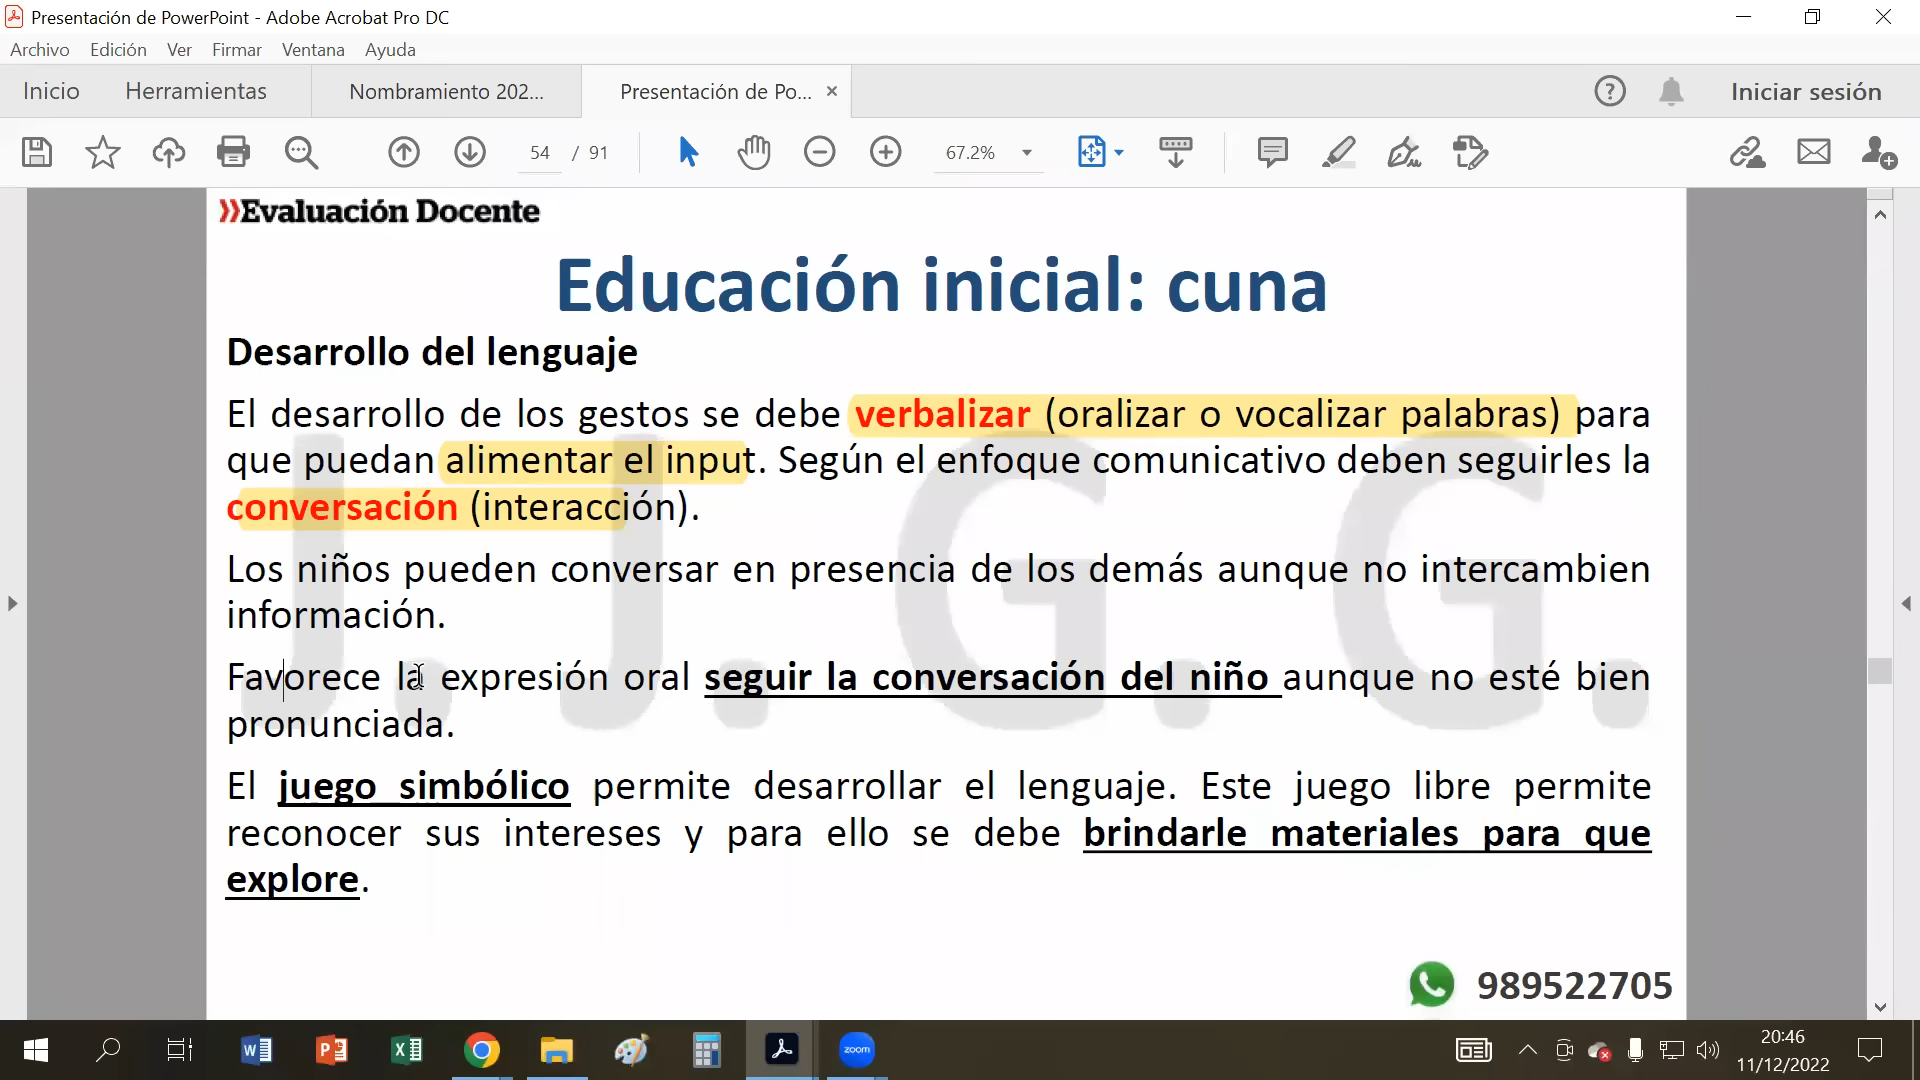 Presentación de PowerPoint - Adobe Acrobat Pro DC
Archivo Edición Ver Firmar Ventana Ayuda
Inicio Herramientas Nombramiento 202... Presentación de Po... × Iniciar sesión
54 / 91 67.2%
Evaluación Docente
Educación inicial: cuna
Desarrollo del lenguaje
El desarrollo de los gestos se debe verbalizar (oralizar o vocalizar palabras) para
que puedan alimentar el input. Según el enfoque comunicativo deben seguirles la
conversación (interacción).
Los niños pueden conversar en presencia de los demás aunque no intercambien
información.
Favorece la expresión oral seguir la conversación del niño aunque no esté bien
pronunciada.
El juego simbólico permite desarrollar el lenguaje. Este juego libre permite
reconocer sus intereses y para ello se debe brindarle materiales para que
explore.
J. J. G. G.
989522705
zoom
20:46
11/12/2022